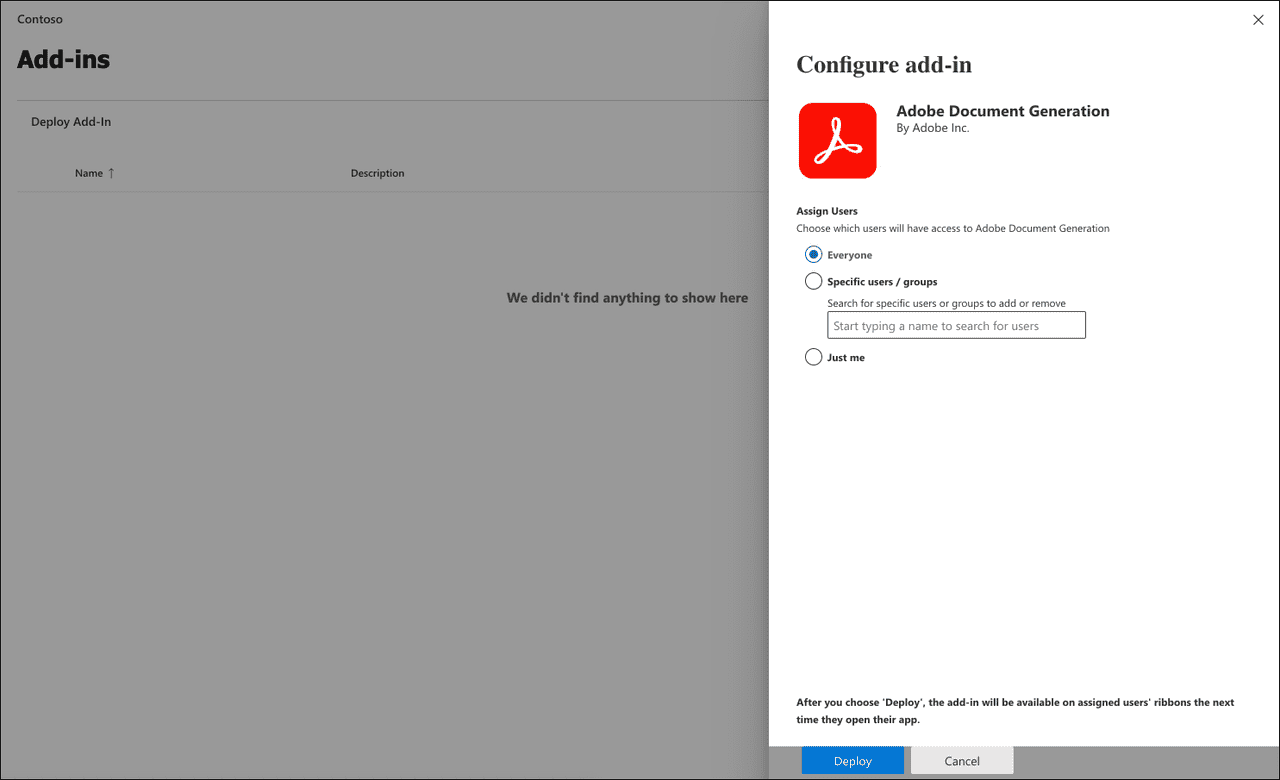 Contoso
Add-ins
Deploy Add-In
Name ↑
Description
We didn't find anything to show here
Configure add-in
Adobe Document Generation
By Adobe Inc.
Assign Users
Choose which users will have access to Adobe Document Generation
Everyone
Specific users / groups
Search for specific users or groups to add or remove
Start typing a name to search for users
Just me
After you choose 'Deploy', the add-in will be available on assigned users' ribbons the next
time they open their app.
Deploy
Cancel